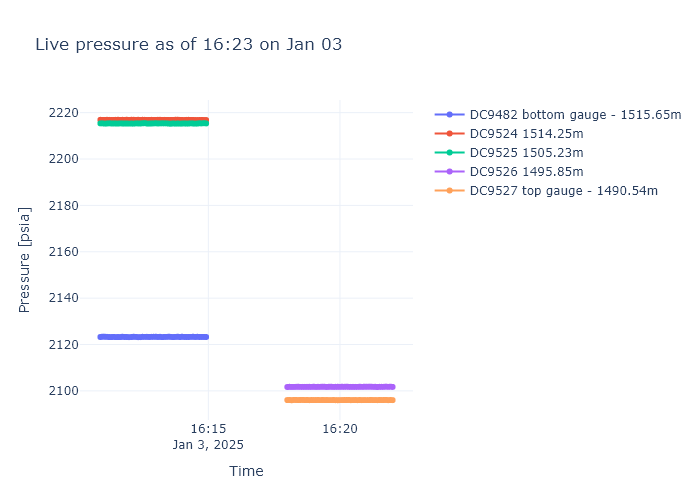 Live pressure as of 16:23 on Jan 03
DC9482 bottom gauge - 1515.65m
DC9524 1514.25m
DC9525 1505.23m
DC9526 1495.85m
DC9527 top gauge - 1490.54m
Pressure [psia]
2220
2200
2180
2160
2140
2120
2100
16:15
Jan 3, 2025
16:20
Time